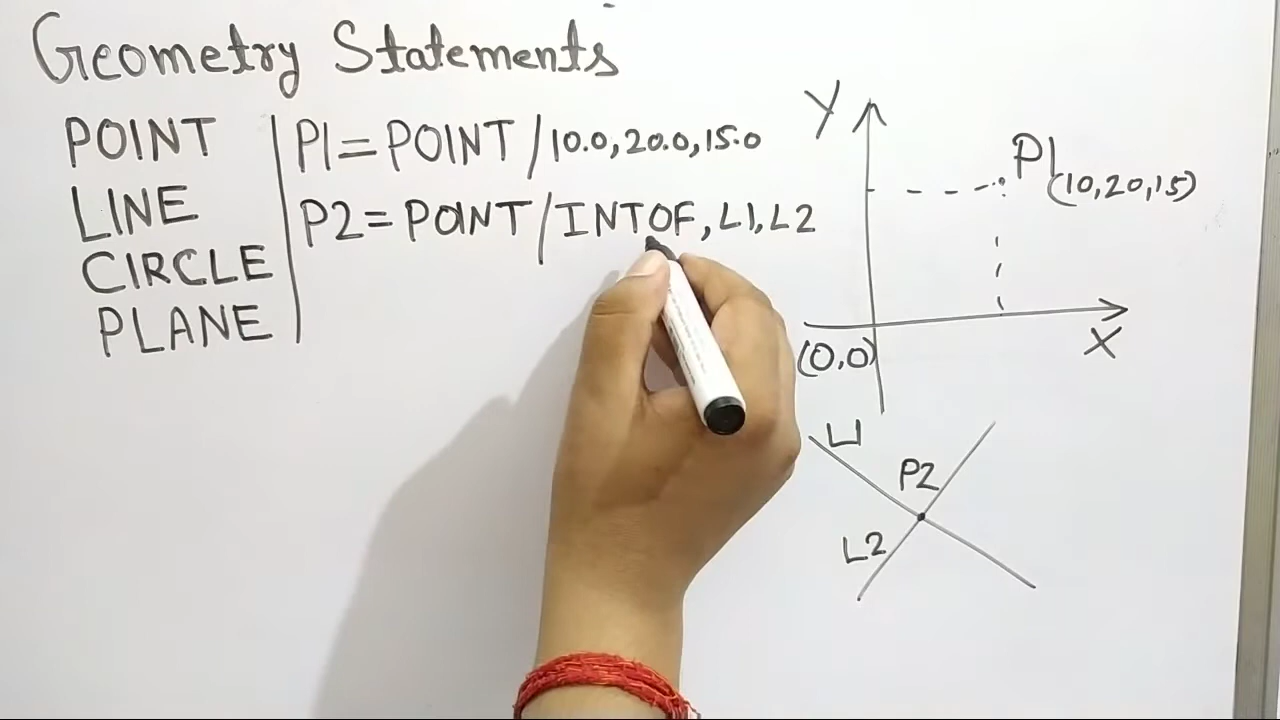 Geometry Statements
POINT
LINE
CIRCLE
PLANE
P1=POINT/10.0,20.0,15.0
P2=POINT/INTOF,L1,L2
Y
P1(10,20,15)
(0,0)
X
L1
P2
L2